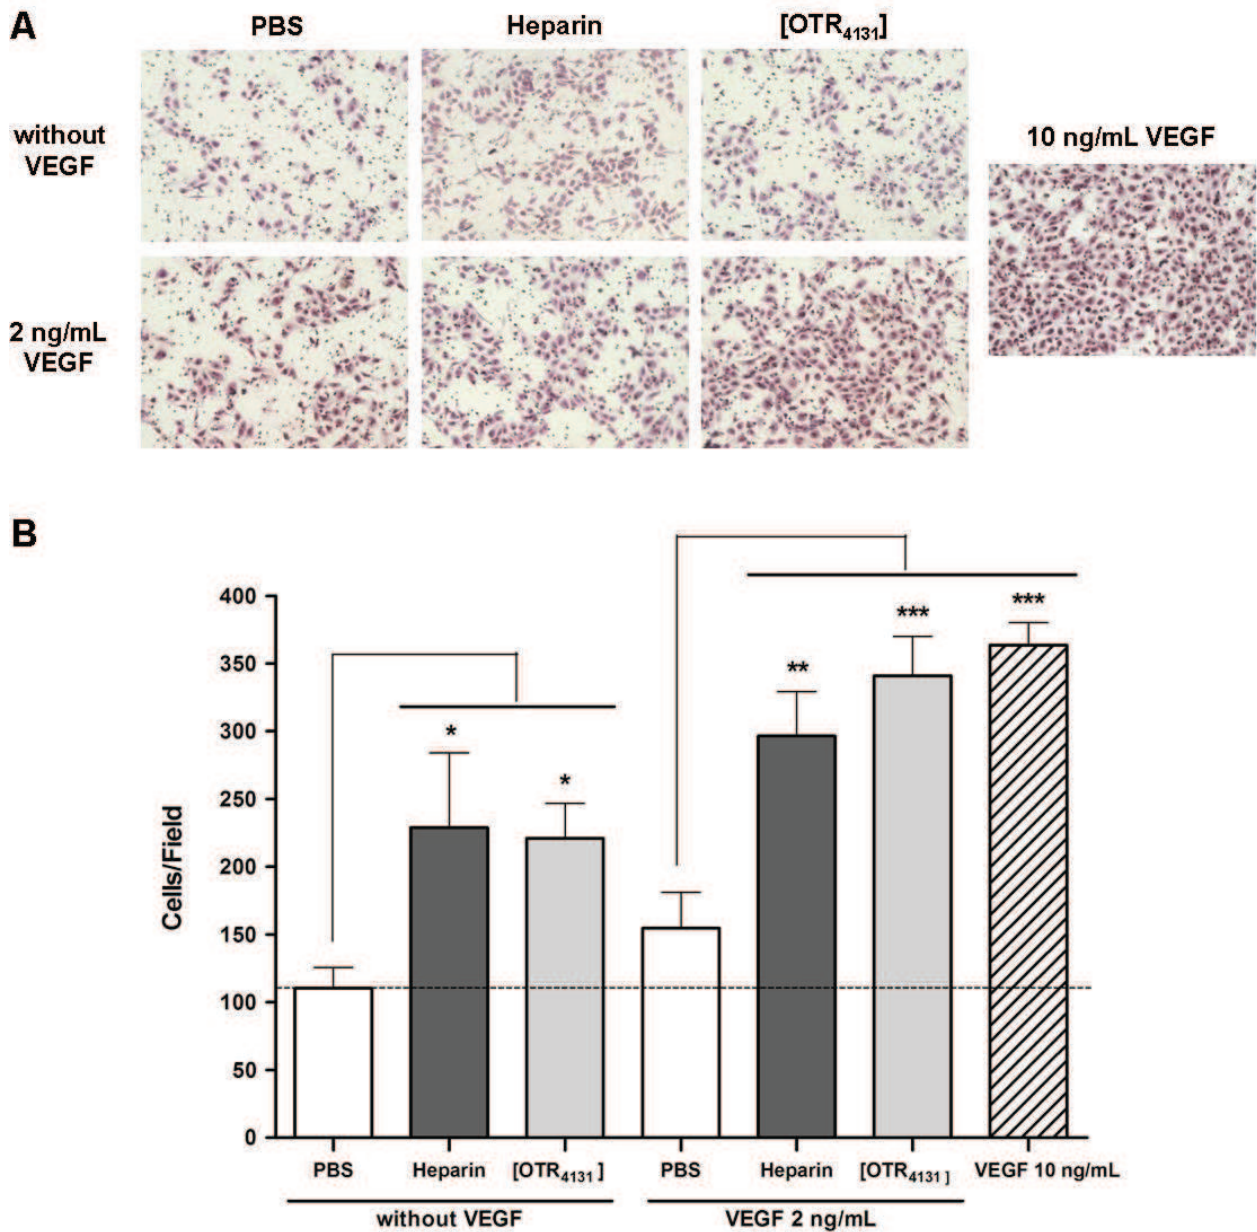 A
PBS Heparin [OTR4131]
without
VEGF
10 ng/mL VEGF
2 ng/mL
VEGF
B
Cells/Field
400
350
300
250
200
150
100
50
0
*
*
**
***
***
PBS Heparin [OTR4131] PBS Heparin [OTR4131] VEGF 10 ng/mL
without VEGF VEGF 2 ng/mL